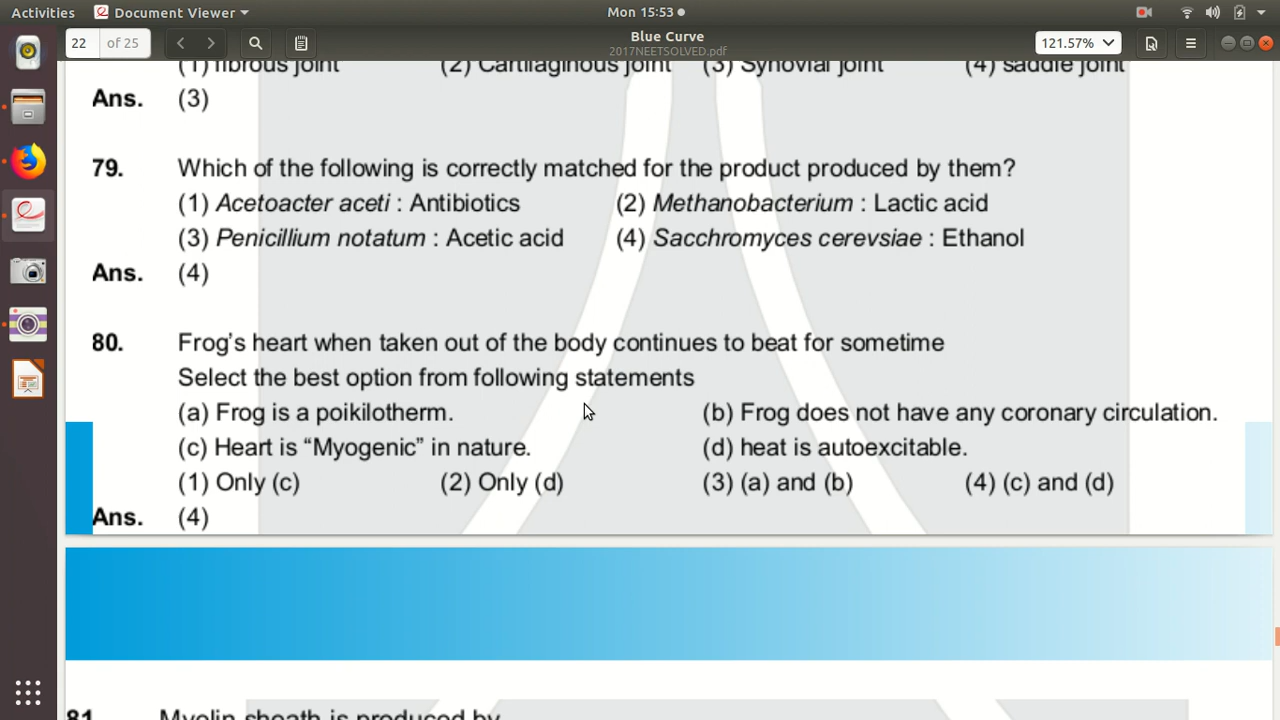 Activities Document Viewer Mon 15:53
22 of 25 Blue Curve 121.57%
2017NEETSOLVED.pdf
(1) fibrous joint (2) Cartilaginous joint (3) Synovial joint (4) saddle joint
Ans. (3)
79. Which of the following is correctly matched for the product produced by them?
(1) Acetoacter aceti : Antibiotics (2) Methanobacterium : Lactic acid
(3) Penicillium notatum : Acetic acid (4) Sacchromyces cerevsiae : Ethanol
Ans. (4)
80. Frog's heart when taken out of the body continues to beat for sometime
Select the best option from following statements
(a) Frog is a poikilotherm. (b) Frog does not have any coronary circulation.
(c) Heart is “Myogenic” in nature. (d) heat is autoexcitable.
(1) Only (c) (2) Only (d) (3) (a) and (b) (4) (c) and (d)
Ans. (4)
81. Myelin sheath is produced by